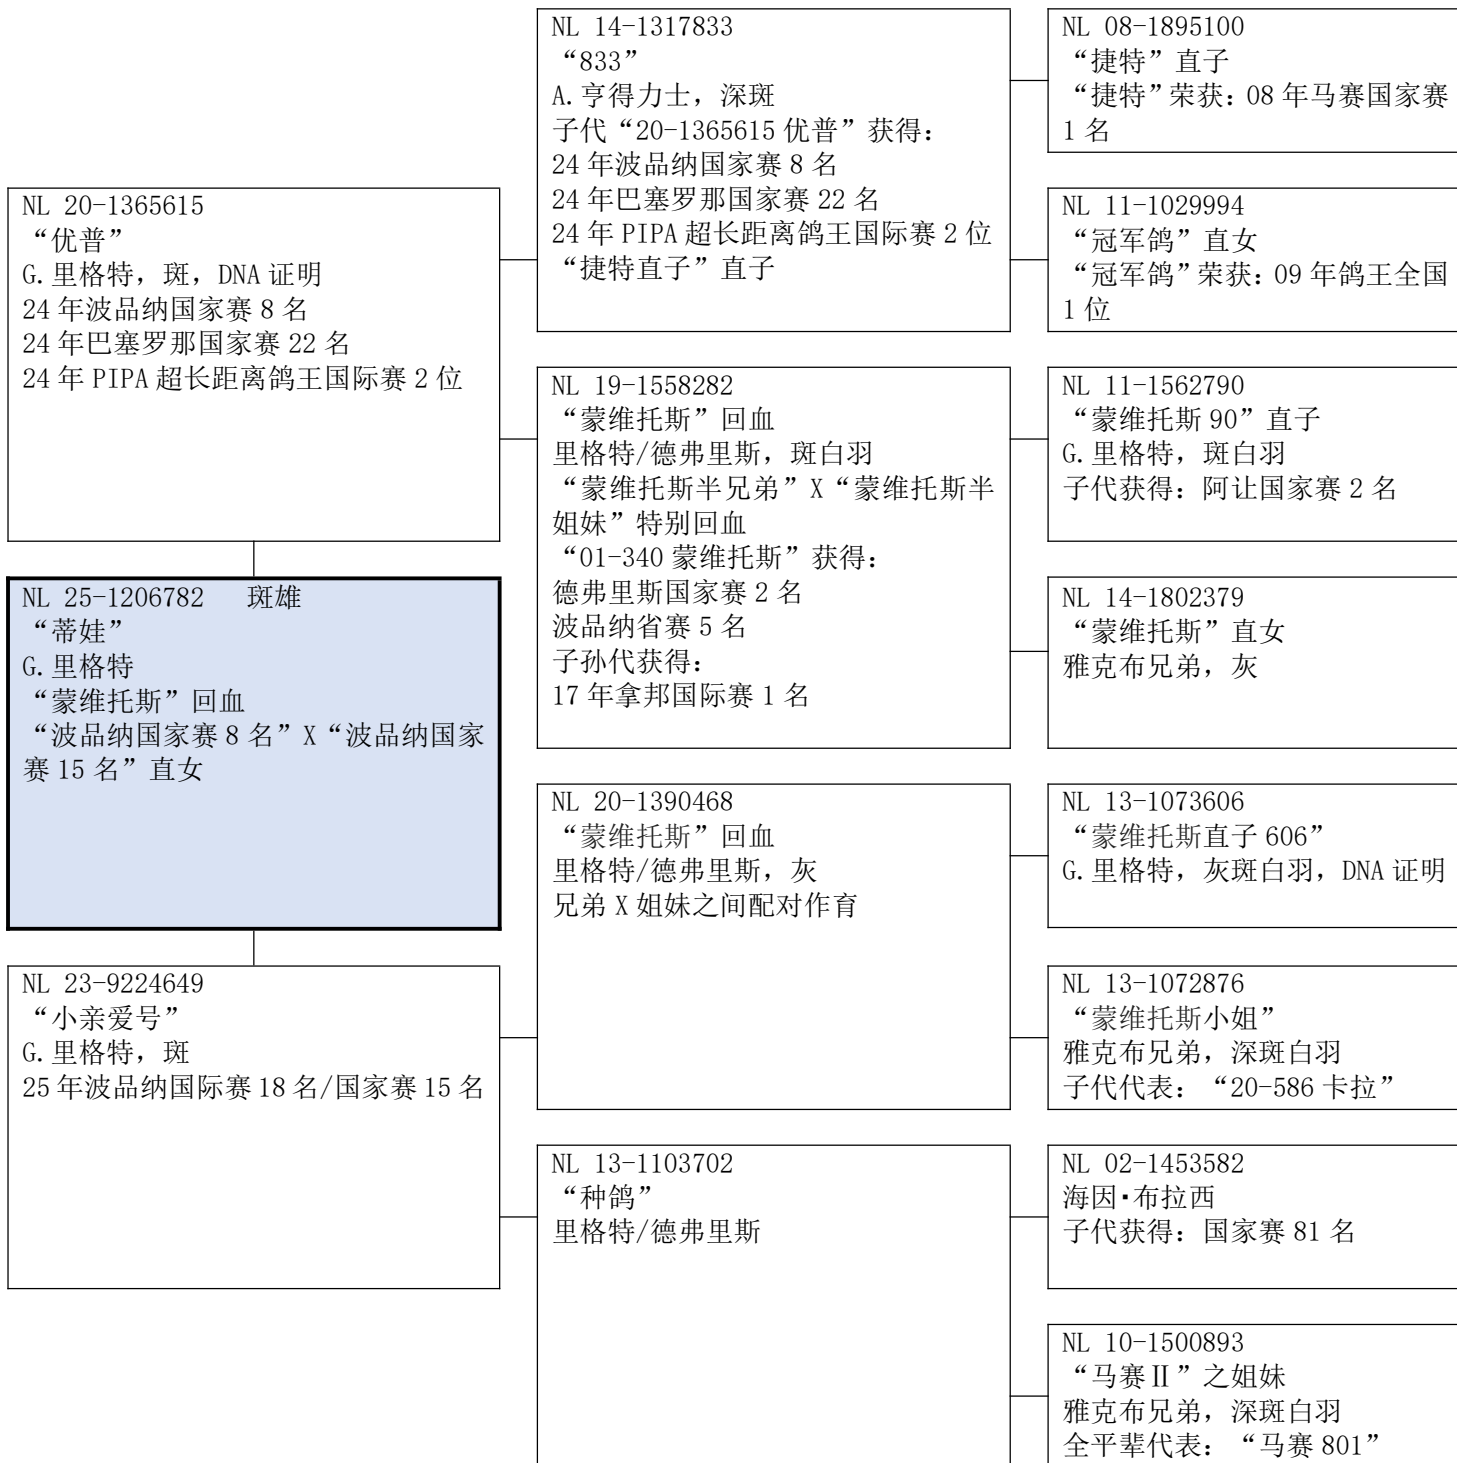 NL 14-1317833
“833”
A.亨得力士，深斑
子代“20-1365615 优普”获得：
24 年波品纳国家赛 8 名
24 年巴塞罗那国家赛 22 名
24 年 PIPA 超长距离鸽王国际赛 2 位
“捷特直子”直子
NL 08-1895100
“捷特”直子
“捷特”荣获：08 年马赛国家赛
1 名
NL 11-1029994
“冠军鸽”直女
“冠军鸽”荣获：09 年鸽王全国
1 位
NL 20-1365615
“优普”
G.里格特，斑，DNA 证明
24 年波品纳国家赛 8 名
24 年巴塞罗那国家赛 22 名
24 年 PIPA 超长距离鸽王国际赛 2 位
NL 19-1558282
“蒙维托斯”回血
里格特/德弗里斯，斑白羽
“蒙维托斯半兄弟”X“蒙维托斯半
姐妹”特别回血
“01-340 蒙维托斯”获得：
德弗里斯国家赛 2 名
波品纳省赛 5 名
子孙代获得：
17 年拿邦国际赛 1 名
NL 11-1562790
“蒙维托斯 90”直子
G.里格特，斑白羽
子代获得：阿让国家赛 2 名
NL 14-1802379
“蒙维托斯”直女
雅克布兄弟，灰
NL 25-1206782 斑雄
“蒂娃”
G.里格特
“蒙维托斯”回血
“波品纳国家赛 8 名”X“波品纳国家
赛 15 名”直女
NL 20-1390468
“蒙维托斯”回血
里格特/德弗里斯，灰
兄弟 X 姐妹之间配对作育
NL 13-1073606
“蒙维托斯直子 606”
G.里格特，灰斑白羽，DNA 证明
NL 13-1072876
“蒙维托斯小姐”
雅克布兄弟，深斑白羽
子代代表：“20-586 卡拉”
NL 23-9224649
“小亲爱号”
G.里格特，斑
25 年波品纳国际赛 18 名/国家赛 15 名
NL 13-1103702
“种鸽”
里格特/德弗里斯
NL 02-1453582
海因·布拉西
子代获得：国家赛 81 名
NL 10-1500893
“马赛Ⅱ”之姐妹
雅克布兄弟，深斑白羽
全平辈代表：“马赛 801”